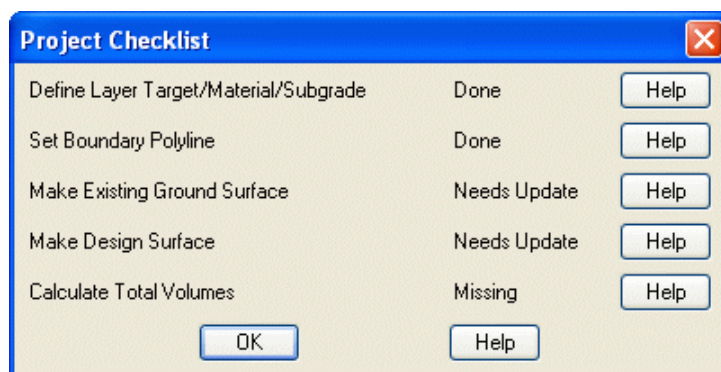 Project Checklist
Define Layer Target/Material/Subgrade Done Help
Set Boundary Polyline Done Help
Make Existing Ground Surface Needs Update Help
Make Design Surface Needs Update Help
Calculate Total Volumes Missing Help
OK Help